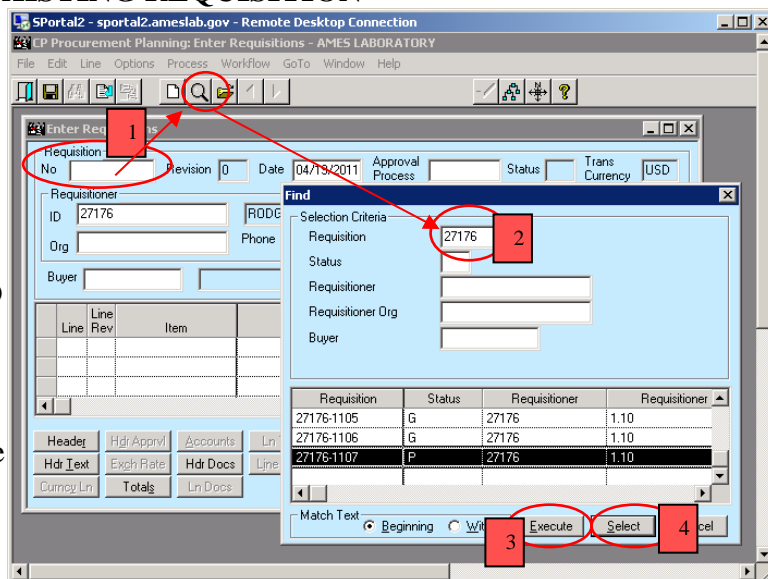 SPortal2 - sportal2.ameslab.gov - Remote Desktop Connection
CP Procurement Planning: Enter Requisitions - AMES LABORATORY
File Edit Line Options Process Workflow GoTo Window Help
Enter Req
1
Requisition
No
Revision 0
Date 04/13/2011
Approval Process
Status
Trans Currency USD
Requisitioner
ID 27176
RODG
Org
Phone
Buyer
Line
Line Rev
Item
Header
Hdr Apprvl
Accounts
Ln
Hdr Text
Exch Rate
Hdr Docs
Line
Currncy Ln
Totals
Ln Docs
Find
Selection Criteria
Requisition 27176
2
Status
Requisitioner
Requisitioner Org
Buyer
Requisition Status Requisitioner Requisitioner
27176-1105 G 27176 1.10
27176-1106 G 27176 1.10
27176-1107 P 27176 1.10
Match Text
Beginning
3
Execute
Select
4